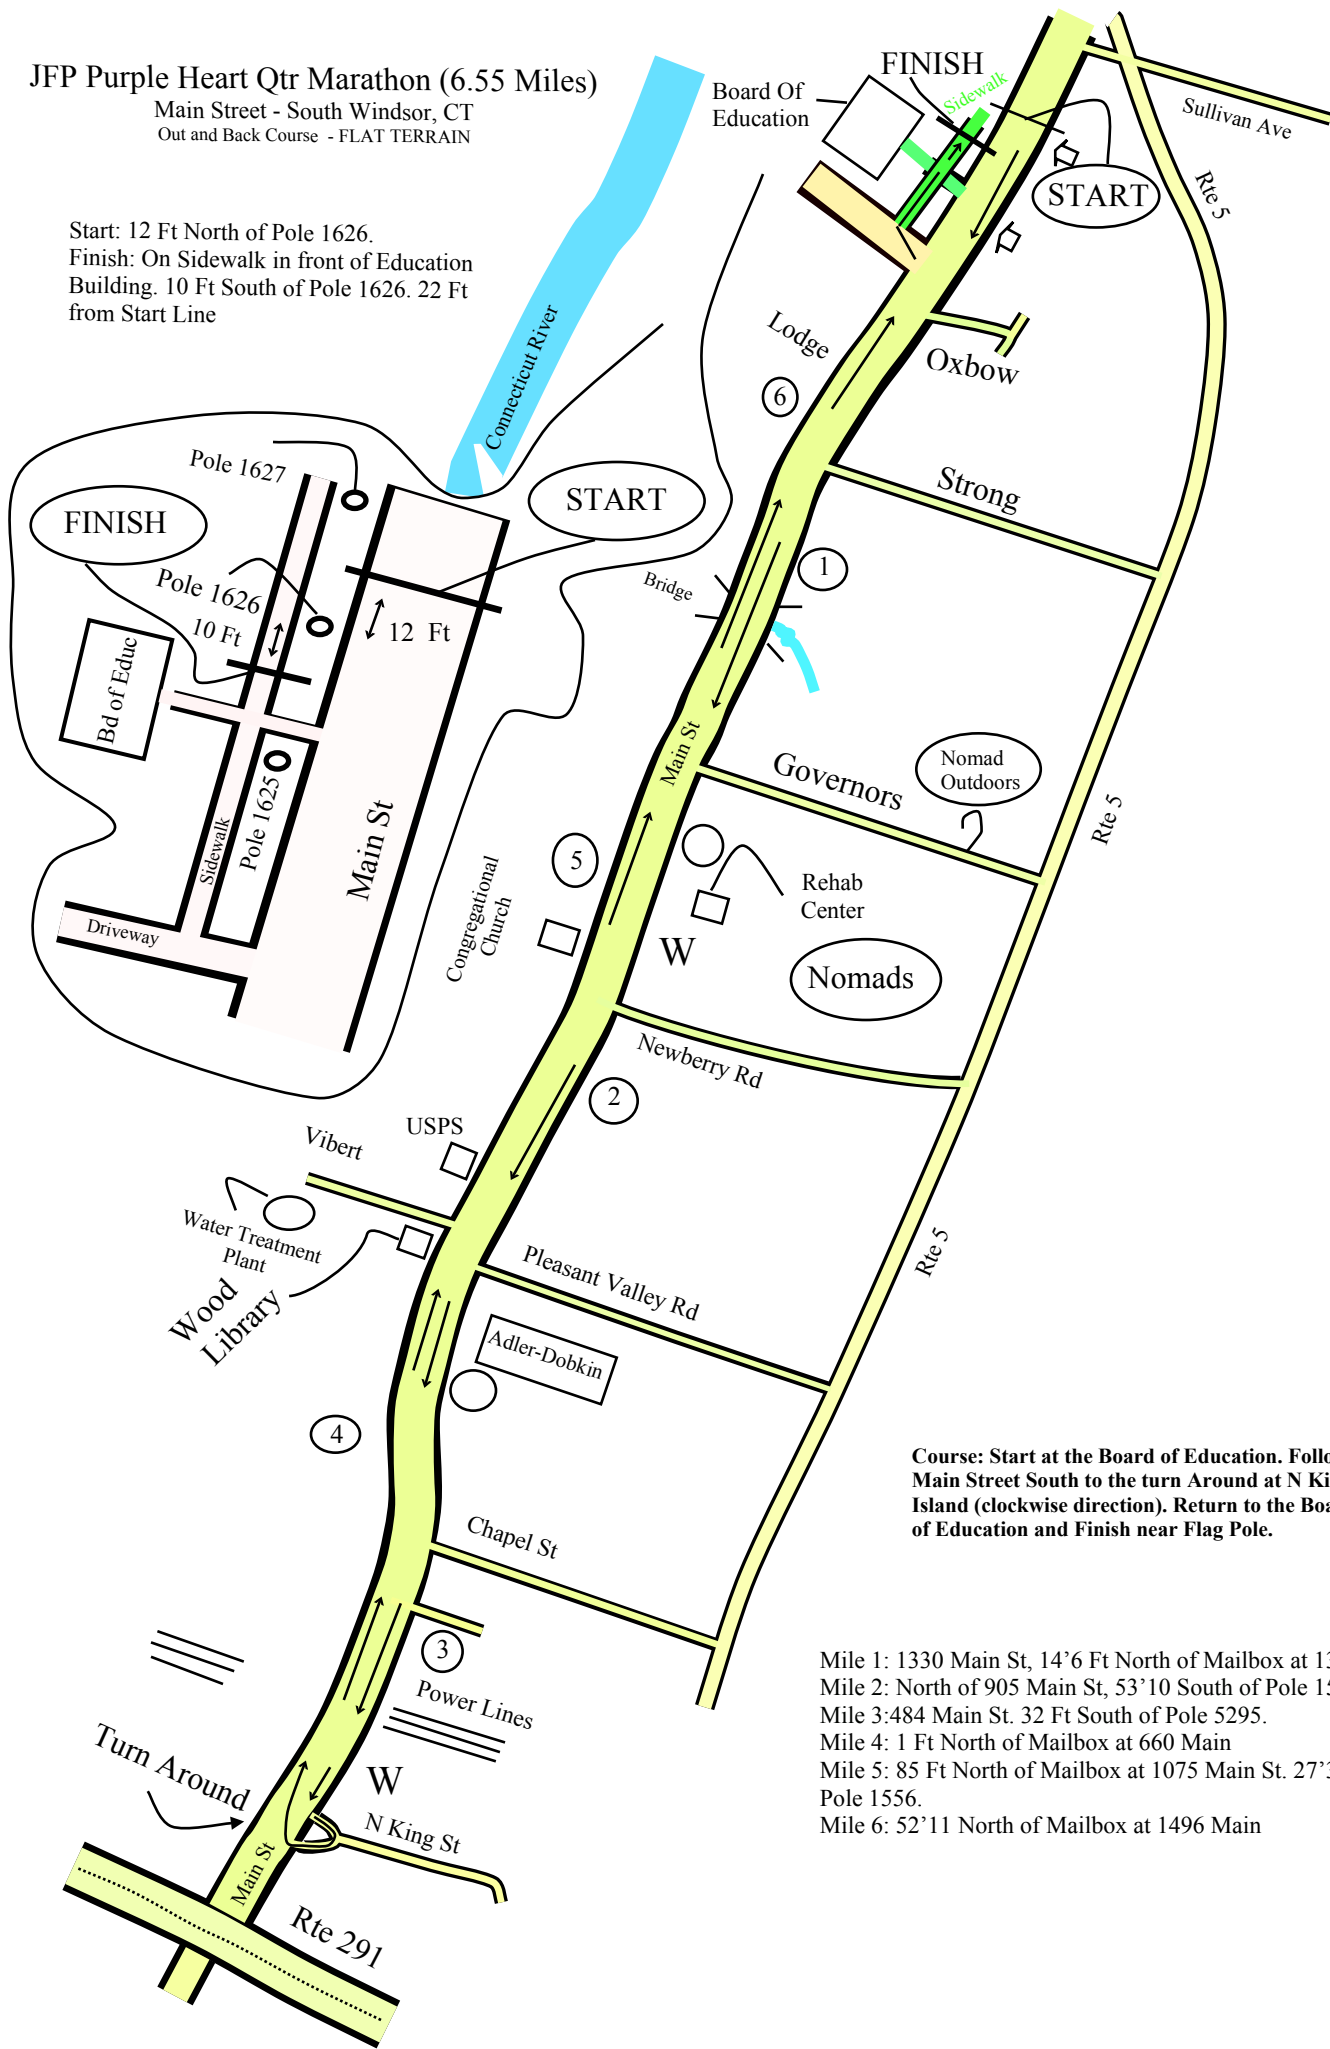 JFP Purple Heart Qtr Marathon (6.55 Miles)
Main Street - South Windsor, CT
Out and Back Course - FLAT TERRAIN
Start: 12 Ft North of Pole 1626.
Finish: On Sidewalk in front of Education
Building. 10 Ft South of Pole 1626. 22 Ft
from Start Line
FINISH
Sidewalk
Board Of
Education
Sullivan Ave
START
Rte 5
Connecticut River
Lodge
Oxbow
6
Strong
Pole 1627
START
FINISH
Pole 1626
10 Ft
12 Ft
Bd of Educ
Pole 1625
Sidewalk
Main St
Driveway
1
Bridge
Main St
Governors
Nomad
Outdoors
Rte 5
5
Congregational
Church
Rehab
Center
W
Nomads
Newberry Rd
2
USPS
Vibert
Water Treatment
Plant
Wood
Library
Pleasant Valley Rd
Rte 5
Adler-Dobkin
4
Chapel St
3
Power Lines
Course: Start at the Board of Education.
Main Street South to the turn Around at N
Island (clockwise direction). Return to the
of Education and Finish near Flag Pole.
Mile 1: 1330 Main St, 14'6 Ft North of Mailbox at
Mile 2: North of 905 Main St, 53'10 South of Pole
Mile 3:484 Main St. 32 Ft South of Pole 5295.
Mile 4: 1 Ft North of Mailbox at 660 Main
Mile 5: 85 Ft North of Mailbox at 1075 Main St.
Pole 1556.
Mile 6: 52'11 North of Mailbox at 1496 Main
Turn Around
W
N King St
Main St
Rte 291